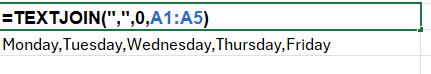 =TEXTJOIN(",",0,A1:A5)
Monday,Tuesday,Wednesday,Thursday,Friday